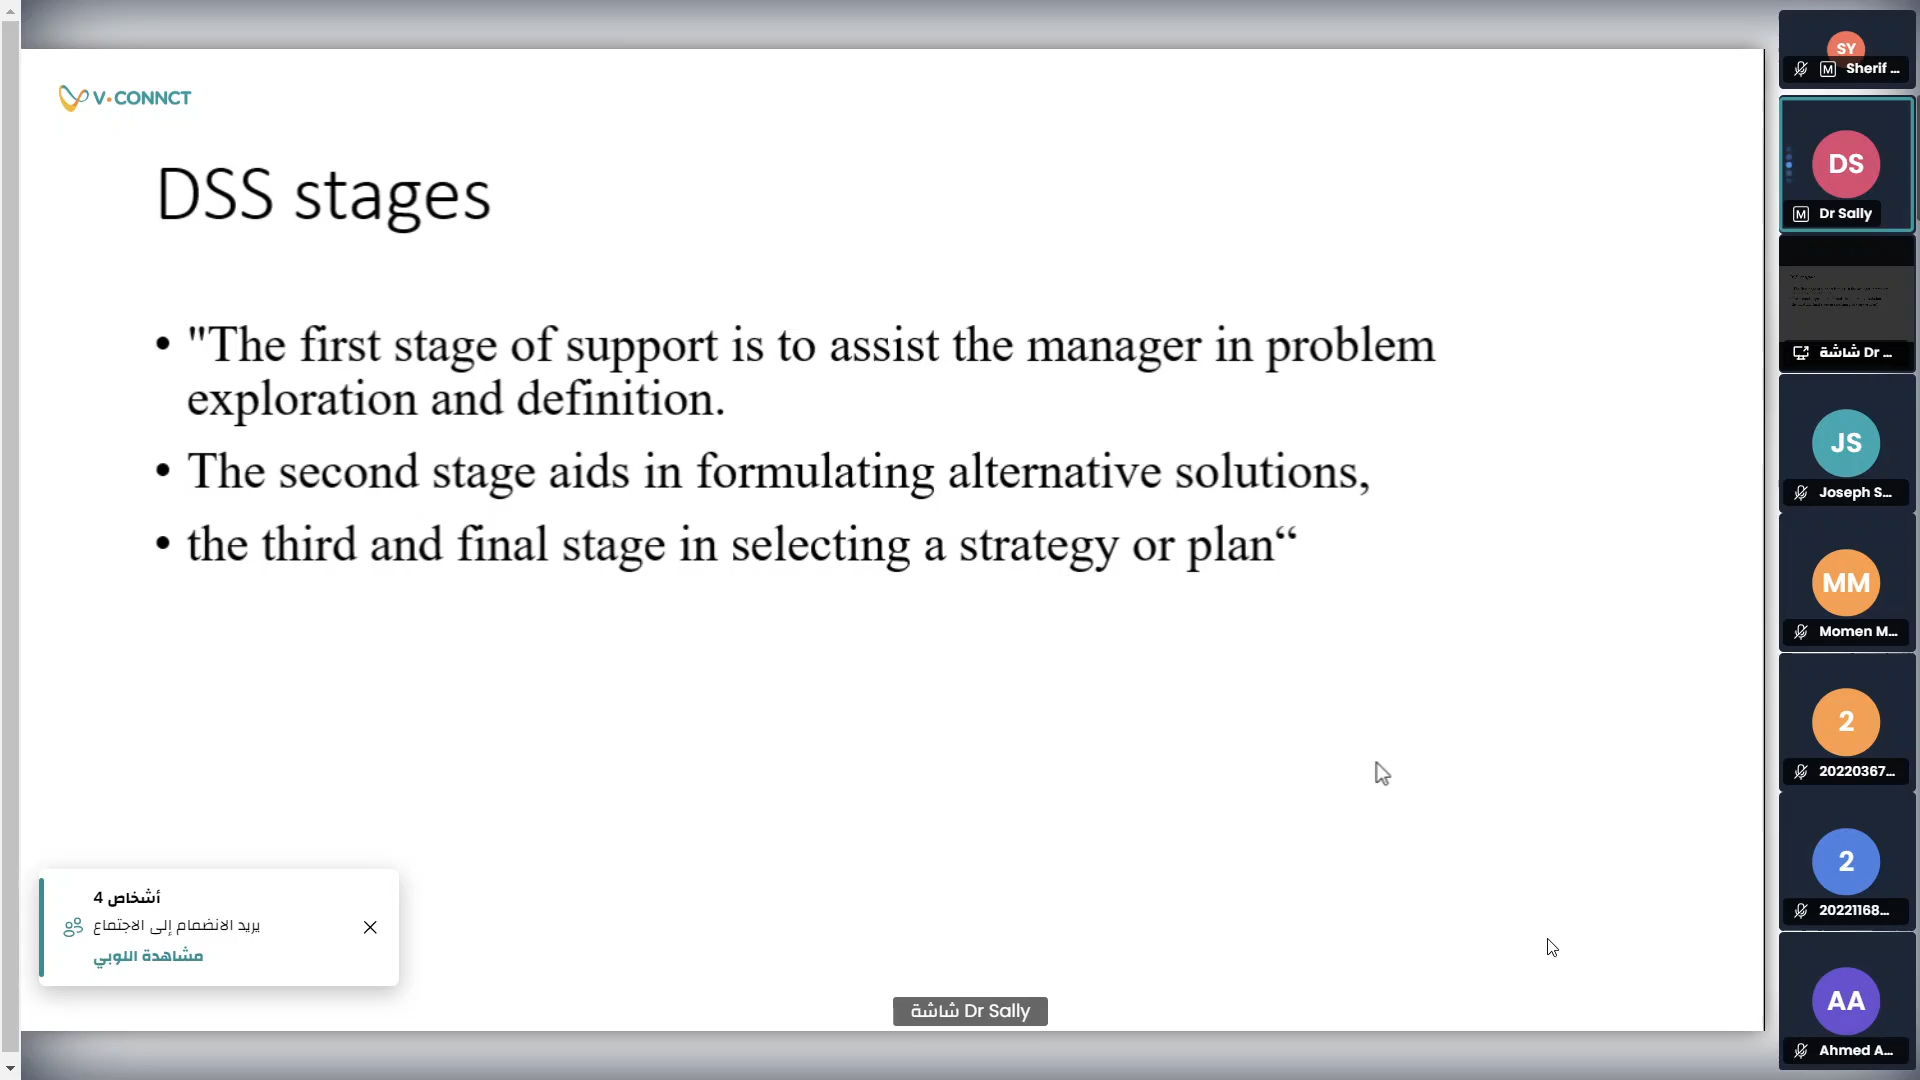 V·CONNCT
DSS stages
• "The first stage of support is to assist the manager in problem
exploration and definition.
• The second stage aids in formulating alternative solutions,
• the third and final stage in selecting a strategy or plan“
4 أشخاص
يريد الانضمام إلى الاجتماع
مشاهدة اللوبي
شاشة Dr Sally
SY
M Sherif ...
DS
M Dr Sally
شاشة Dr ...
JS
Joseph S...
MM
Momen M...
2
20220367...
2
20221168...
AA
Ahmed A...